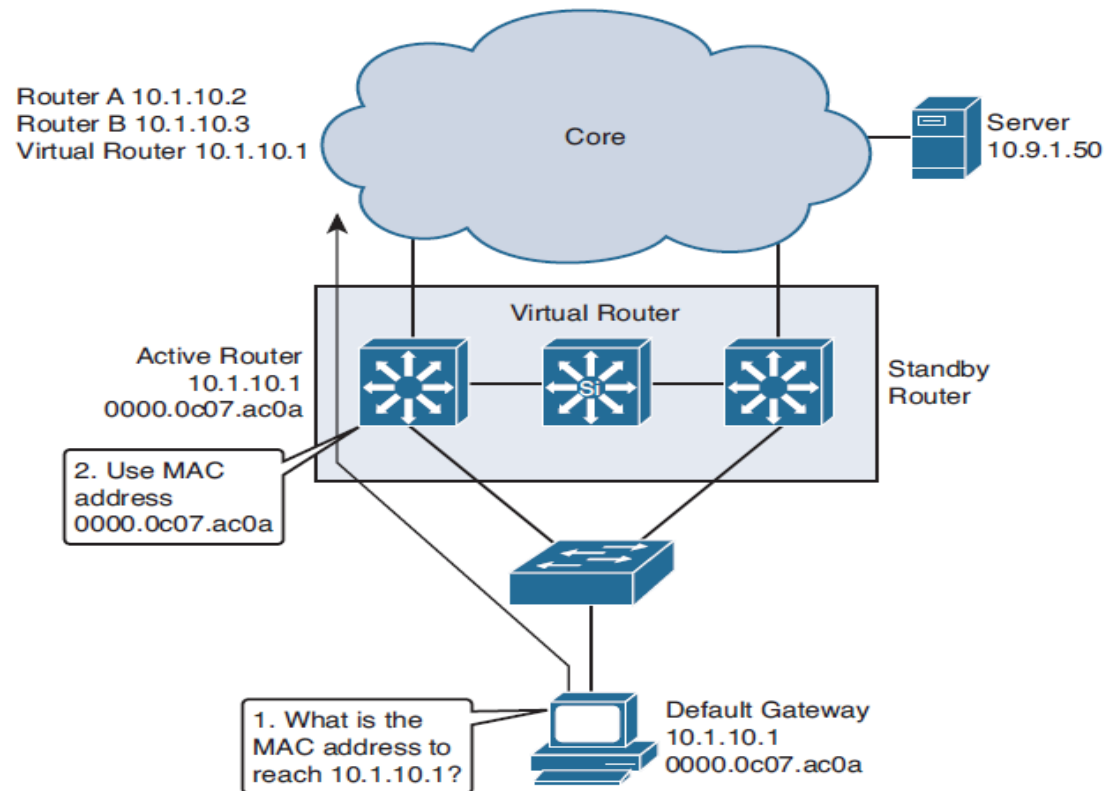 Router A 10.1.10.2
Router B 10.1.10.3
Virtual Router 10.1.10.1
Core
Server
10.9.1.50
Virtual Router
Active Router
10.1.10.1
0000.0c07.ac0a
Si
Standby
Router
2. Use MAC
address
0000.0c07.ac0a
1. What is the
MAC address to
reach 10.1.10.1?
Default Gateway
10.1.10.1
0000.0c07.ac0a